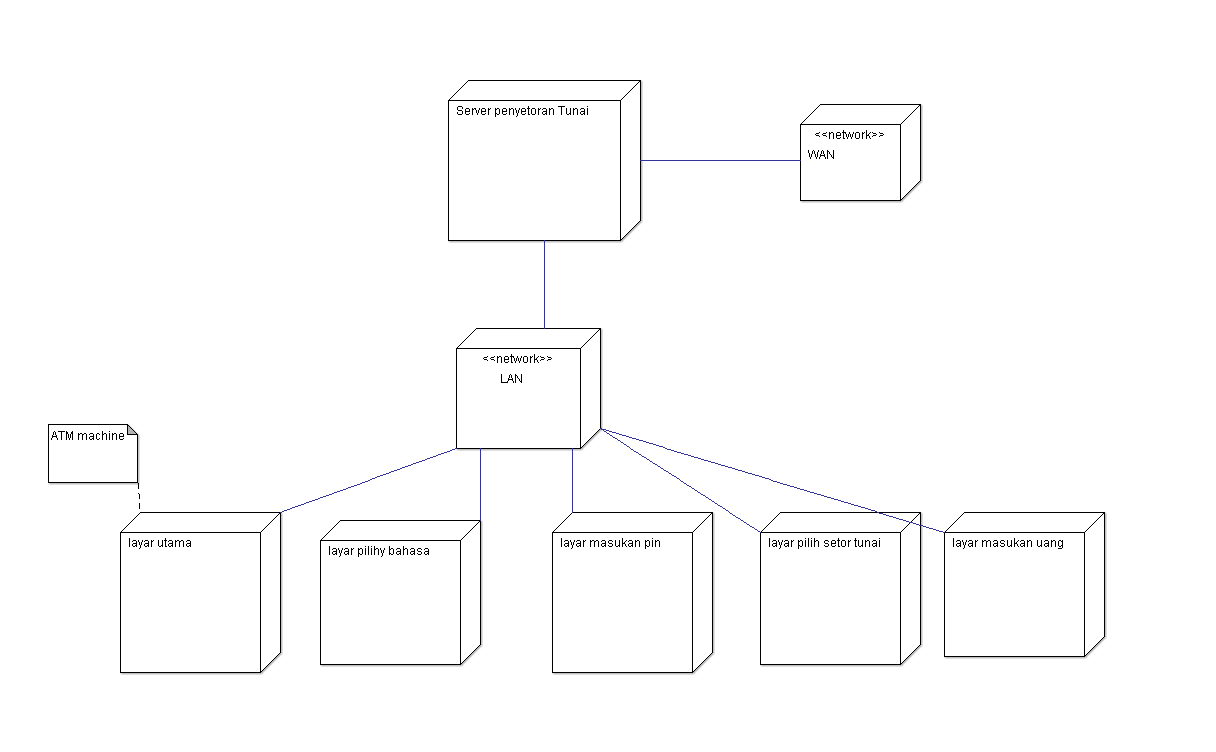 Server penyetoran Tunai
<<network>>
WAN
<<network>>
LAN
ATM machine
layar utama
layar pilihy bahasa
layar masukan pin
layar pilih setor tunai
layar masukan uang